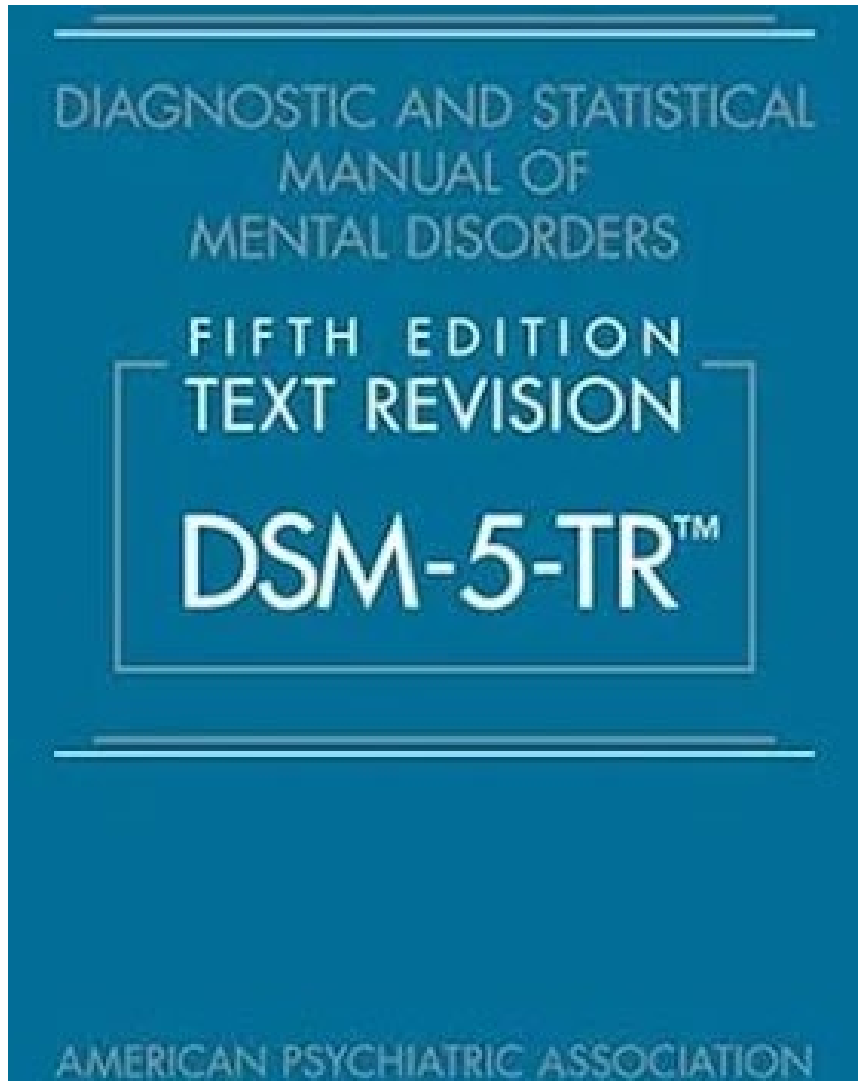 DIAGNOSTIC AND STATISTICAL
MANUAL OF
MENTAL DISORDERS
FIFTH EDITION
TEXT REVISION
DSM-5-TR™
AMERICAN PSYCHIATRIC ASSOCIATION